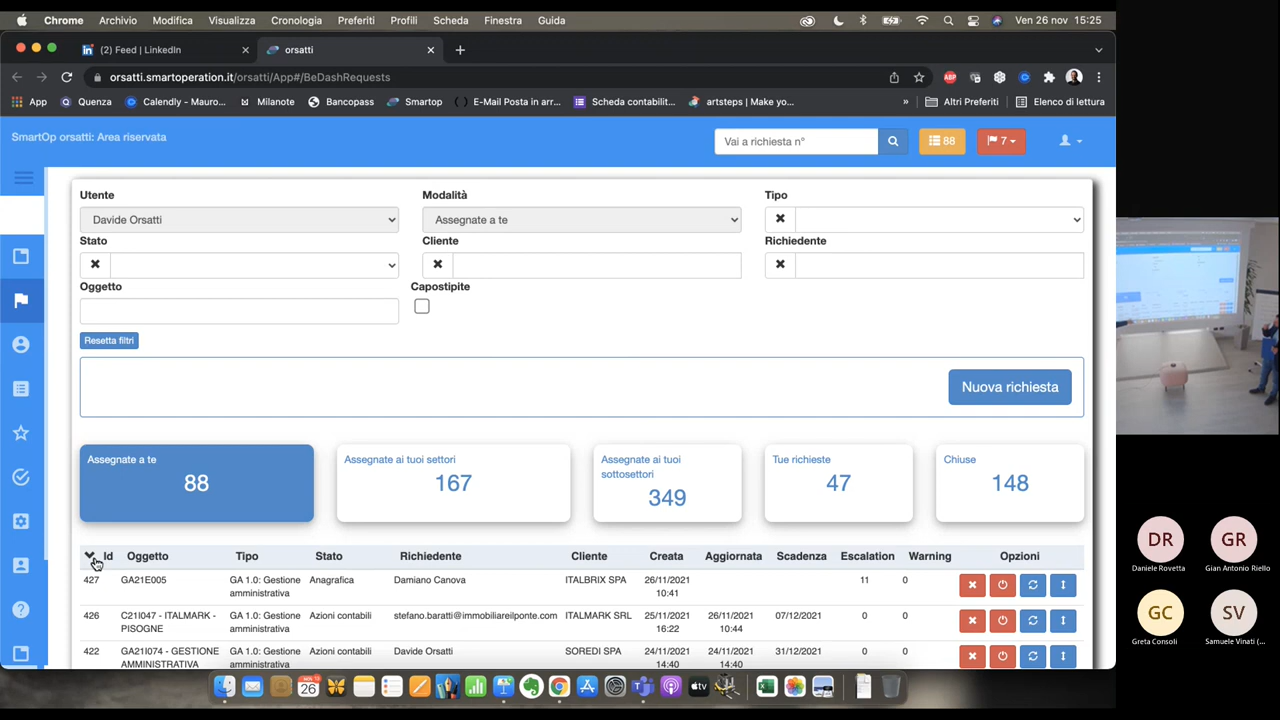 Chrome Archivio Modifica Visualizza Cronologia Preferiti Profili Scheda Finestra Guida Ven 26 nov 15:25
(2) Feed | LinkedIn orsatti
orsatti.smartoperation.it/orsatti/App#/BeDashRequests
App Quenza Calendly - Mauro... Milanote Bancopass Smartop E-Mail Posta in arr... Scheda contabilit... artsteps | Make yo... » Altri Preferiti Elenco di lettura
SmartOp orsatti: Area riservata Vai a richiesta n° 88 7
Utente Modalità Tipo
Davide Orsatti Assegnate a te
Stato Cliente Richiedente
Oggetto Capostipite
Resetta filtri
Nuova richiesta
Assegnate a te Assegnate ai tuoi settori Assegnate ai tuoi sottosettori Tue richieste Chiuse
88 167 349 47 148
Id Oggetto Tipo Stato Richiedente Cliente Creata Aggiornata Scadenza Escalation Warning Opzioni
427 GA21E005 GA 1.0: Gestione amministrativa Anagrafica Damiano Canova ITALBRIX SPA 26/11/2021 10:41 11 0
426 C21I047 - ITALMARK - PISOGNE GA 1.0: Gestione amministrativa Azioni contabili stefano.baratti@immobiliareilponte.com ITALMARK SRL 25/11/2021 16:22 26/11/2021 10:44 07/12/2021 0 0
422 GA21I074 - GESTIONE AMMINISTRATIVA GA 1.0: Gestione amministrativa Azioni contabili Davide Orsatti SOREDI SPA 24/11/2021 14:40 24/11/2021 14:40 31/12/2021 0 0
DR GR
Daniele Rovetta Gian Antonio Riello
GC SV
Greta Consoli Samuele Vinati (...